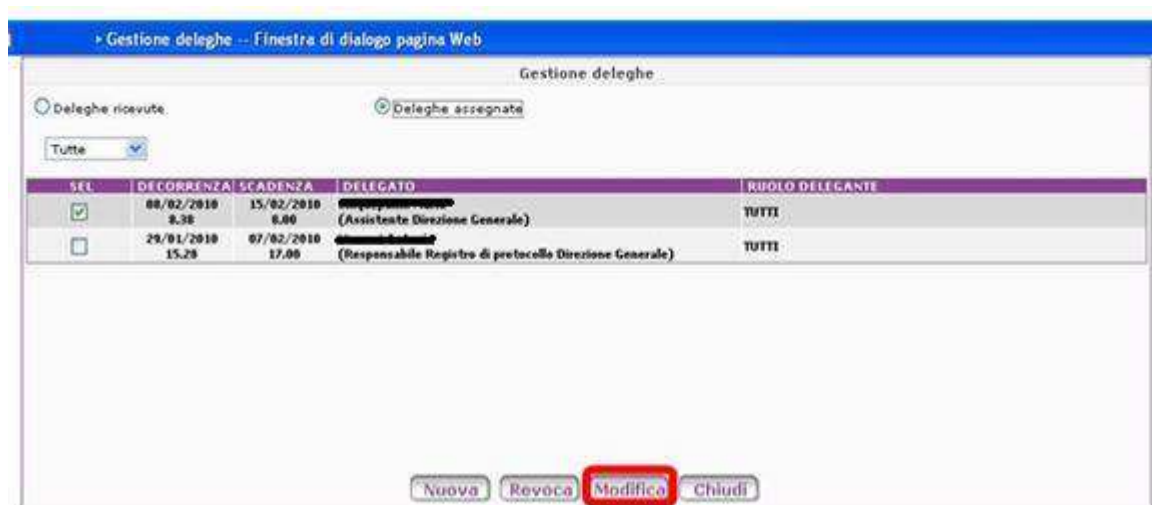 ▸ Gestione deleghe -- Finestra di dialogo pagina Web
Gestione deleghe
Deleghe ricevute Deleghe assegnate
Tutte
SEL DECORRENZA SCADENZA DELEGATO RUOLO DELEGANTE
08/02/2010 15/02/2010
8.30 8.00 (Assistente Direzione Generale) TUTTI
29/01/2010 07/02/2010
15.20 17.00 (Responsabile Registro di protocollo Direzione Generale) TUTTI
Nuova Revoca Modifica Chiudi